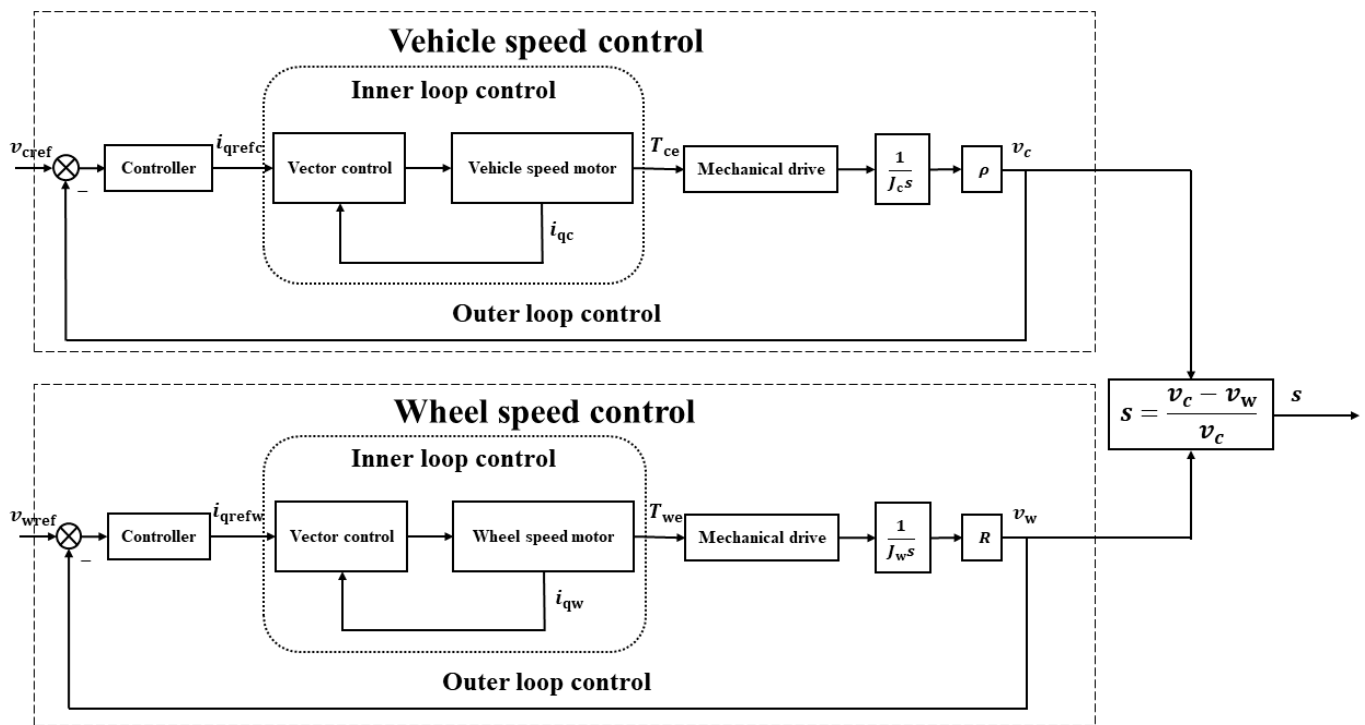 Vehicle speed control
Inner loop control
v_cref
Controller
i_qrefc
Vector control
Vehicle speed motor
T_ce
Mechanical drive
1/(J_c s)
ρ
v_c
−
i_qc
Outer loop control
Wheel speed control
Inner loop control
v_wref
Controller
i_qrefw
Vector control
Wheel speed motor
T_we
Mechanical drive
1/(J_w s)
R
v_w
−
i_qw
Outer loop control
s = (v_c − v_w)/v_c
s